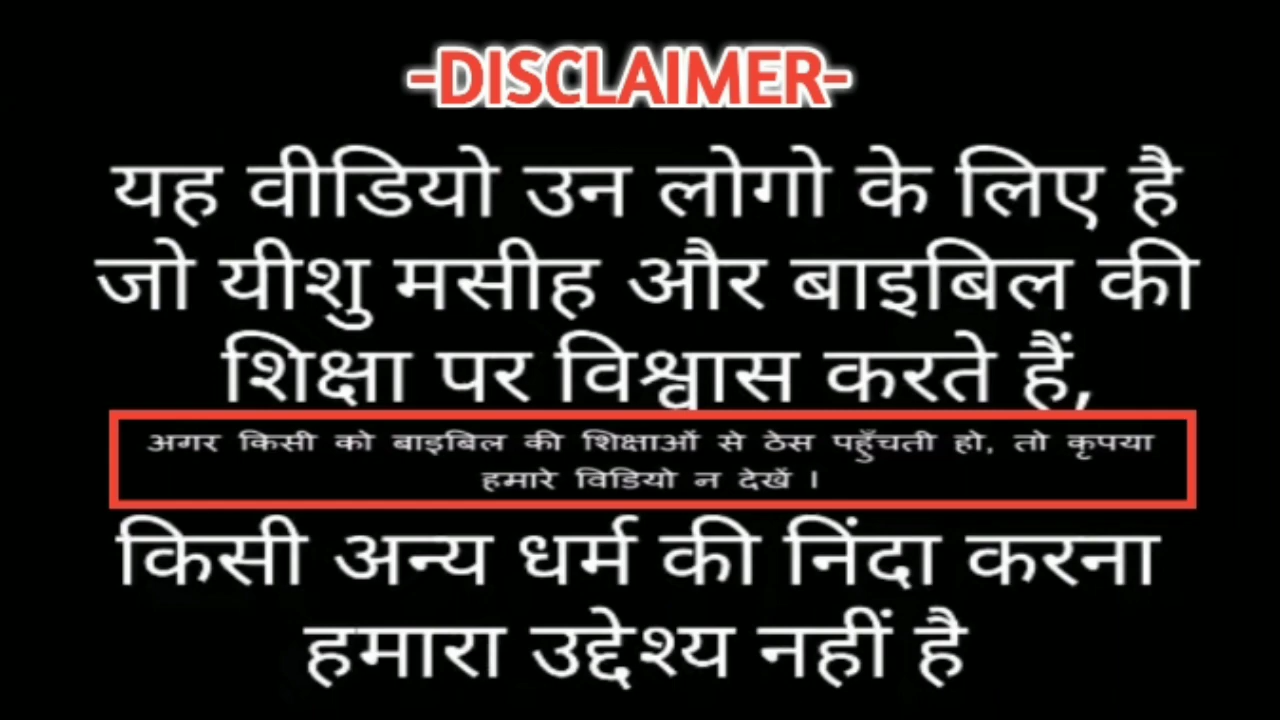 -DISCLAIMER-
यह वीडियो उन लोगो के लिए है
जो यीशु मसीह और बाइबिल की
शिक्षा पर विश्वास करते हैं,
अगर किसी को बाइबिल की शिक्षाओं से ठेस पहुँचती हो, तो कृपया
हमारे विडियो न देखें ।
किसी अन्य धर्म की निंदा करना
हमारा उद्देश्य नहीं है